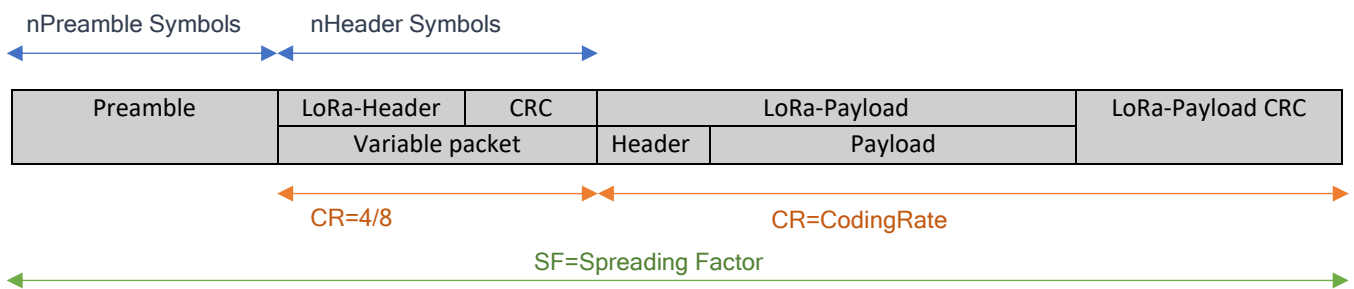 nPreamble Symbols nHeader Symbols
Preamble LoRa-Header CRC LoRa-Payload LoRa-Payload CRC
Variable packet Header Payload
CR=4/8 CR=CodingRate
SF=Spreading Factor